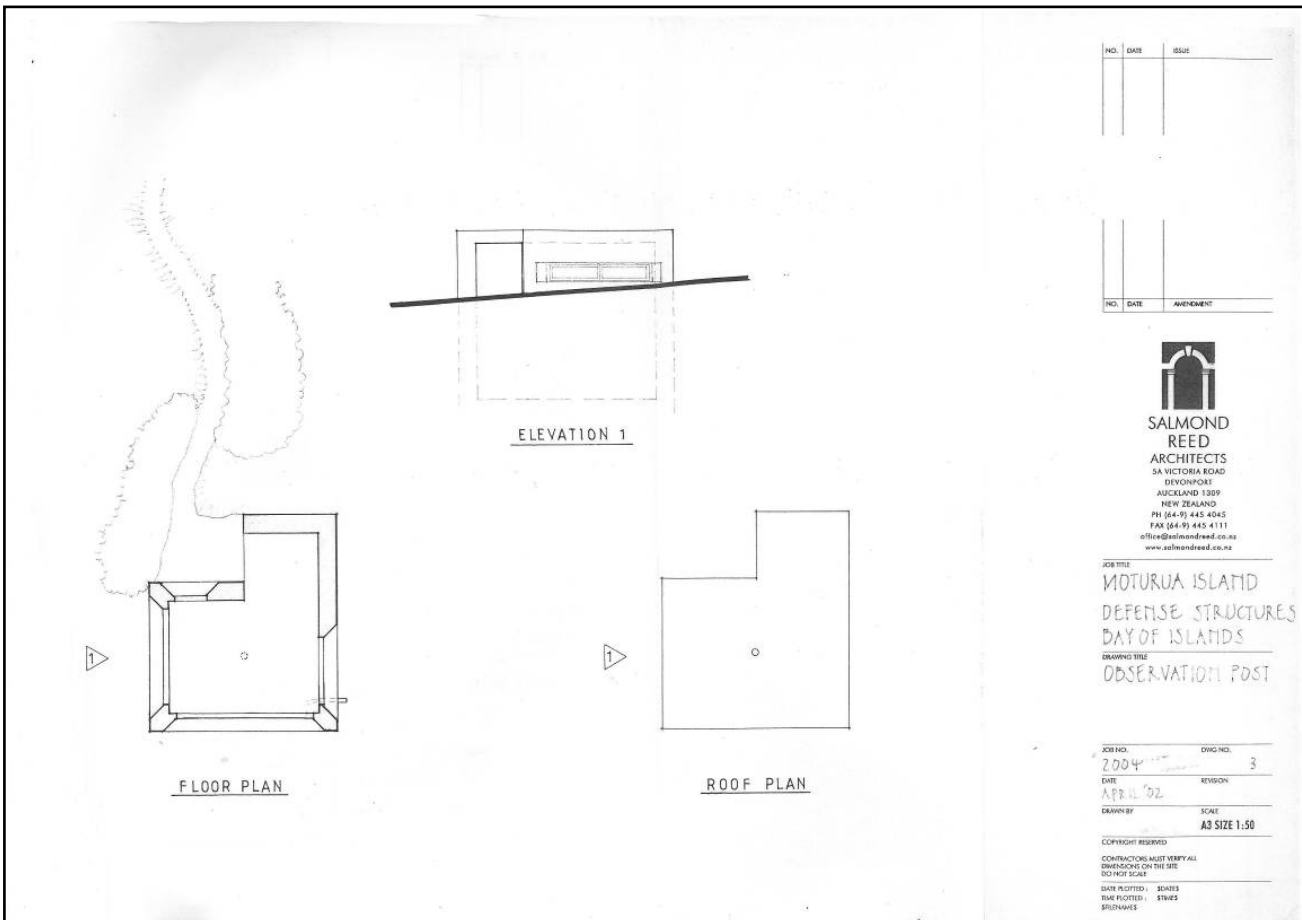 NO. DATE ISSUE
NO. DATE AMENDMENT
ELEVATION 1
1
FLOOR PLAN
1
ROOF PLAN
SALMOND
REED
ARCHITECTS
5A VICTORIA ROAD
DEVONPORT
AUCKLAND 1309
NEW ZEALAND
PH (64-9) 445 4045
FAX (64-9) 445 4111
office@salmondreed.co.nz
www.salmondreed.co.nz
JOB TITLE
MOTURUA ISLAND
DEFENSE STRUCTURES
BAY OF ISLANDS
DRAWING TITLE
OBSERVATION POST
JOB NO. DWG NO.
2004 3
DATE REVISION
APRIL '02
DRAWN BY SCALE
A3 SIZE 1:50
COPYRIGHT RESERVED
CONTRACTORS MUST VERIFY ALL
DIMENSIONS ON THE SITE
DO NOT SCALE
DATE PLOTTED : $DATE$
TIME PLOTTED : $TIME$
$FILENAME$